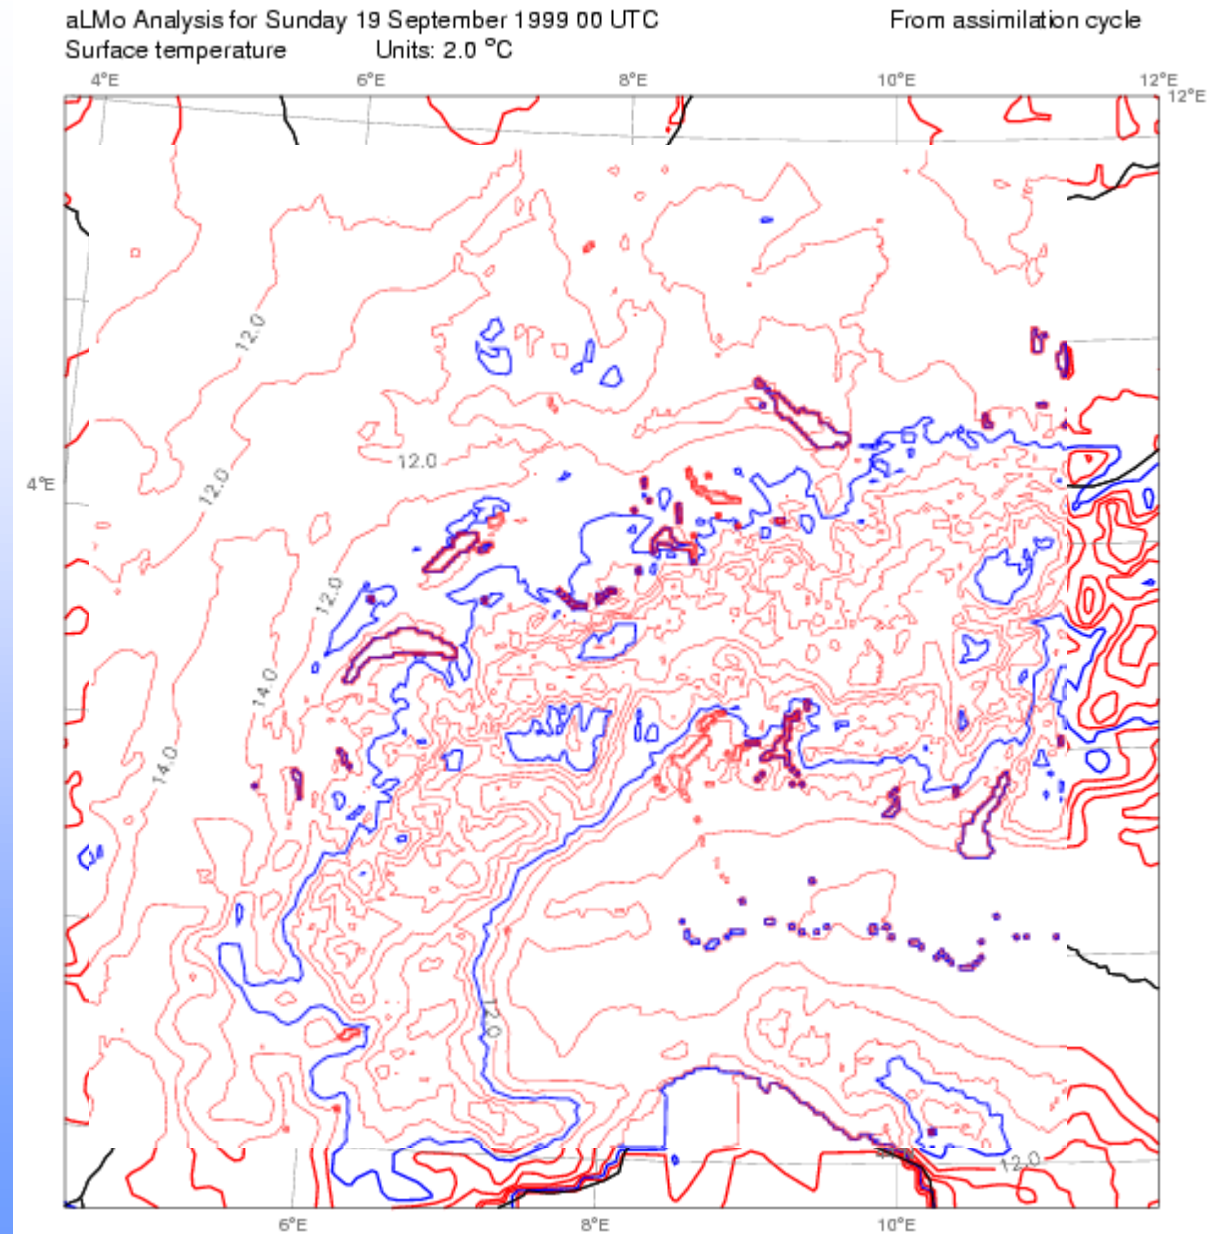 aLMo Analysis for Sunday 19 September 1999 00 UTC From assimilation cycle
Surface temperature Units: 2.0 °C
4°E 6°E 8°E 10°E 12°E
12°E
12.0
12.0
4°E
12.0
12.0
14.0
14.0
12.0
12.0
6°E 8°E 10°E